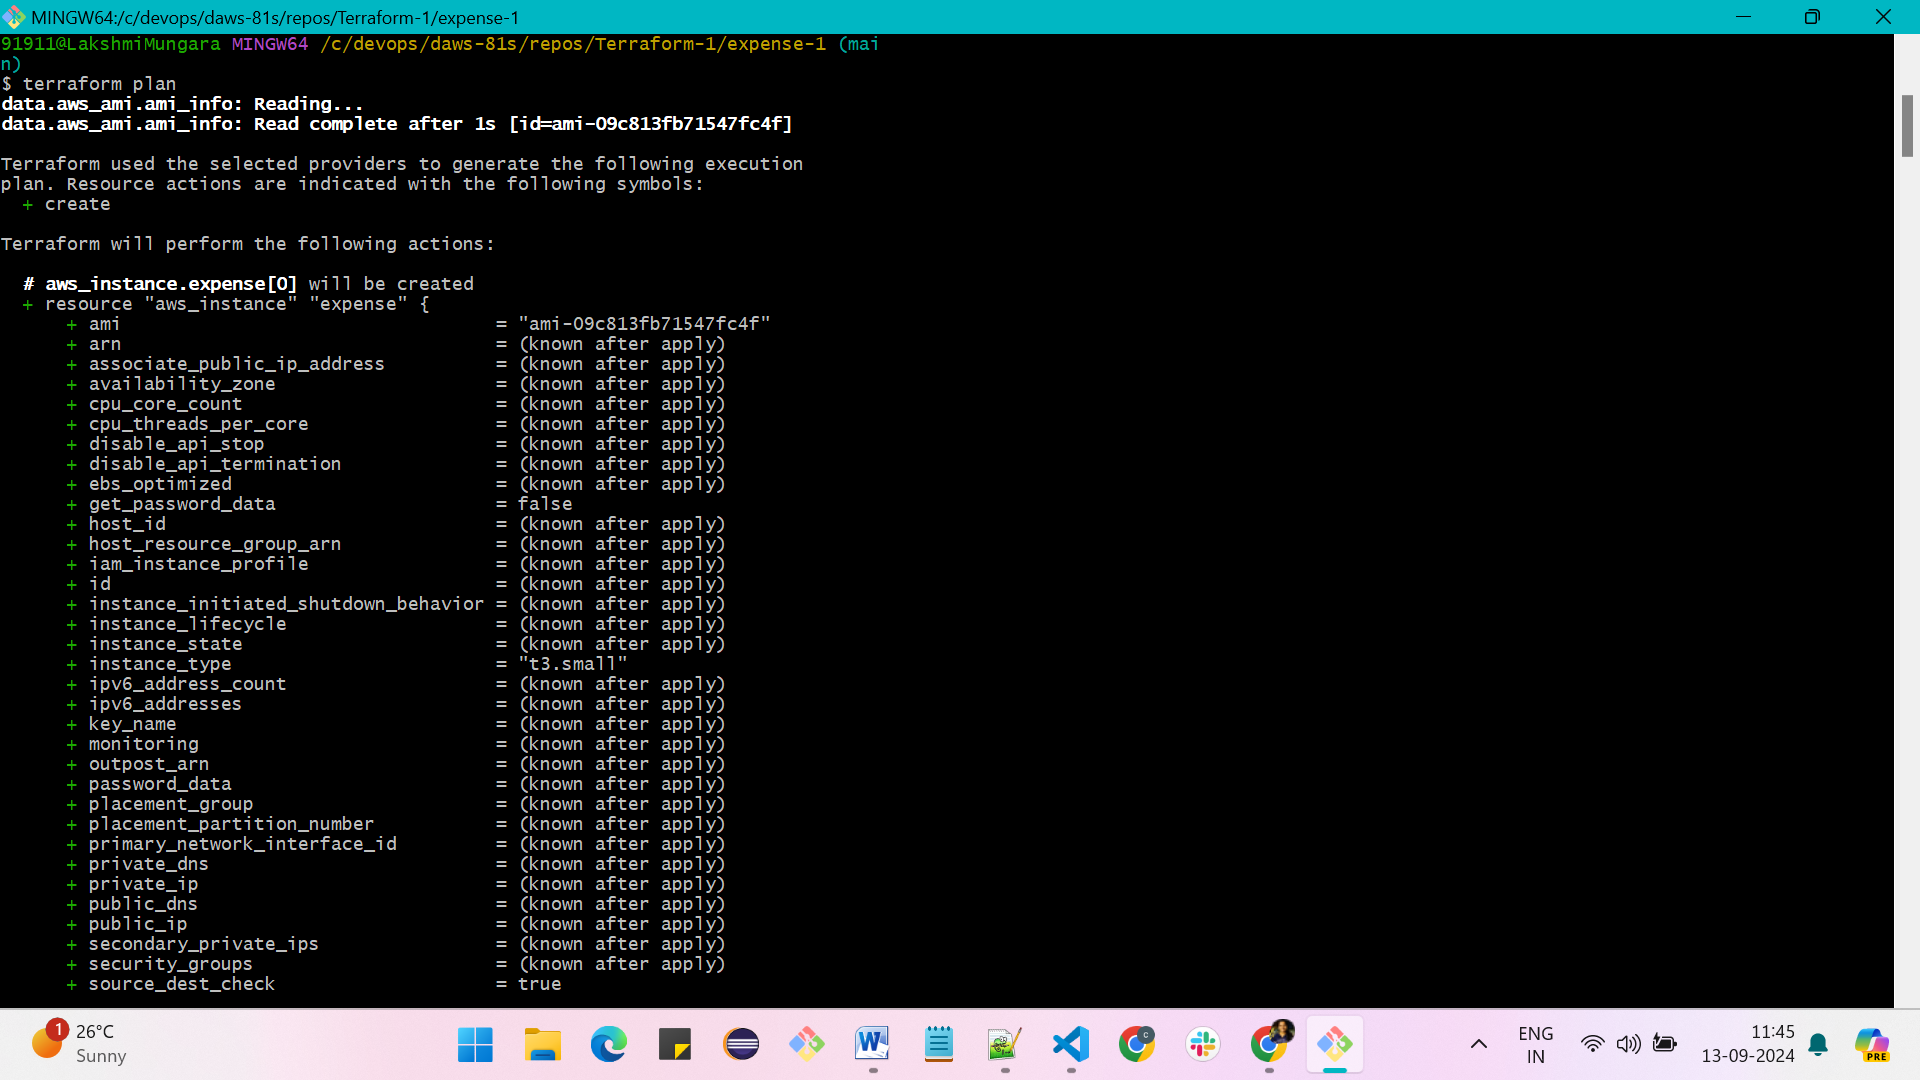 MINGW64:/c/devops/daws-81s/repos/Terraform-1/expense-1
91911@LakshmiMungara MINGW64 /c/devops/daws-81s/repos/Terraform-1/expense-1 (mai
n)
$ terraform plan
data.aws_ami.ami_info: Reading...
data.aws_ami.ami_info: Read complete after 1s [id=ami-09c813fb71547fc4f]
Terraform used the selected providers to generate the following execution
plan. Resource actions are indicated with the following symbols:
+ create
Terraform will perform the following actions:
# aws_instance.expense[0] will be created
+ resource "aws_instance" "expense" {
+ ami = "ami-09c813fb71547fc4f"
+ arn = (known after apply)
+ associate_public_ip_address = (known after apply)
+ availability_zone = (known after apply)
+ cpu_core_count = (known after apply)
+ cpu_threads_per_core = (known after apply)
+ disable_api_stop = (known after apply)
+ disable_api_termination = (known after apply)
+ ebs_optimized = (known after apply)
+ get_password_data = false
+ host_id = (known after apply)
+ host_resource_group_arn = (known after apply)
+ iam_instance_profile = (known after apply)
+ id = (known after apply)
+ instance_initiated_shutdown_behavior = (known after apply)
+ instance_lifecycle = (known after apply)
+ instance_state = (known after apply)
+ instance_type = "t3.small"
+ ipv6_address_count = (known after apply)
+ ipv6_addresses = (known after apply)
+ key_name = (known after apply)
+ monitoring = (known after apply)
+ outpost_arn = (known after apply)
+ password_data = (known after apply)
+ placement_group = (known after apply)
+ placement_partition_number = (known after apply)
+ primary_network_interface_id = (known after apply)
+ private_dns = (known after apply)
+ private_ip = (known after apply)
+ public_dns = (known after apply)
+ public_ip = (known after apply)
+ secondary_private_ips = (known after apply)
+ security_groups = (known after apply)
+ source_dest_check = true
1
26°C
Sunny
W
C
ENG
IN
11:45
13-09-2024
PRE